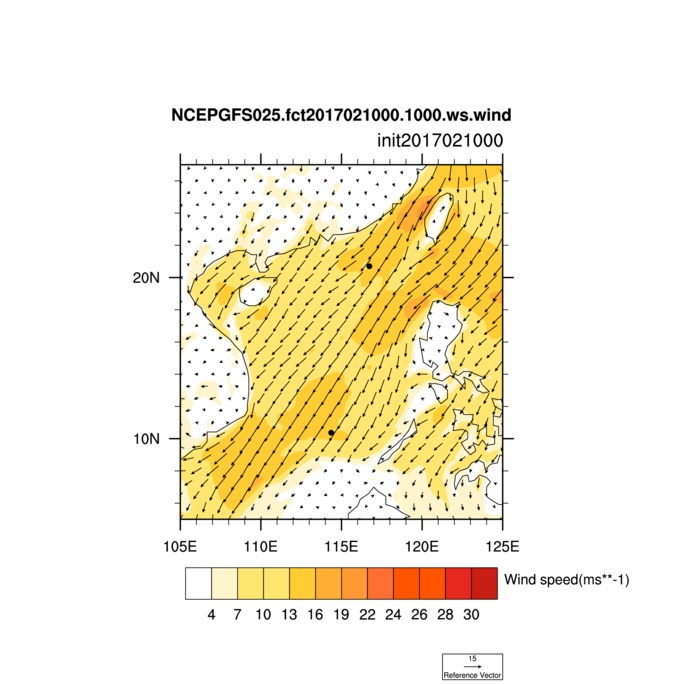 NCEPGFS025.fct2017021000.1000.ws.wind
init2017021000
20N
10N
105E 110E 115E 120E 125E
Wind speed(ms**-1)
4 7 10 13 16 19 22 24 26 28 30
15
Reference Vector